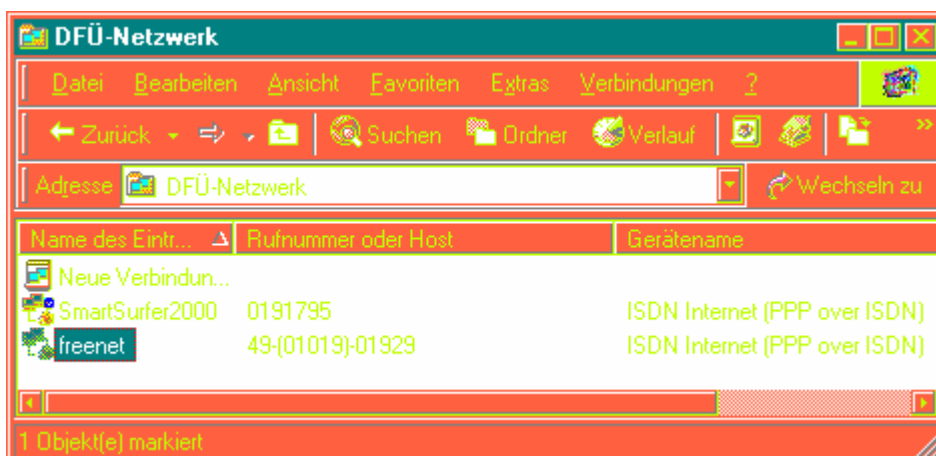 DFÜ-Netzwerk
Datei Bearbeiten Ansicht Favoriten Extras Verbindungen ?
Zurück Suchen Ordner Verlauf »
Adresse DFÜ-Netzwerk Wechseln zu
Name des Eintr... Rufnummer oder Host Gerätename
Neue Verbindun...
SmartSurfer2000 0191795 ISDN Internet (PPP over ISDN)
freenet 49-(01019)-01929 ISDN Internet (PPP over ISDN)
1 Objekt(e) markiert